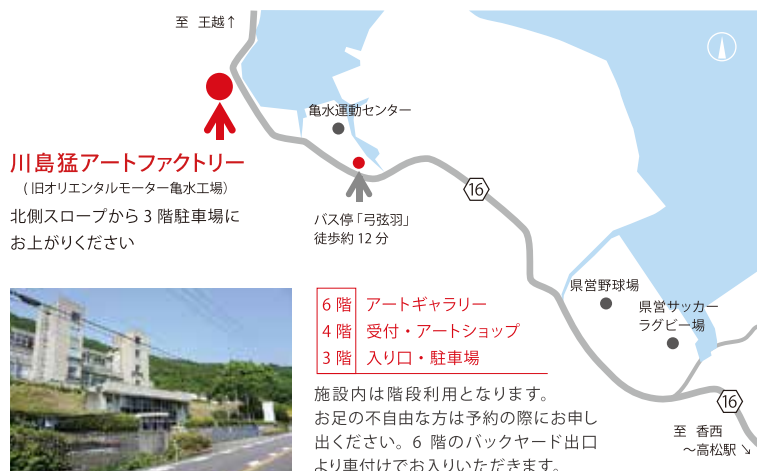 至 王越↑
亀水運動センター
川島猛アートファクトリー
(旧オリエンタルモーター亀水工場)
北側スロープから3階駐車場に
お上がりください
16
バス停「弓弦羽」
徒歩約12分
県営野球場
県営サッカー
ラグビー場
6階 アートギャラリー
4階 受付・アートショップ
3階 入り口・駐車場
16
至 香西
〜高松駅↘
施設内は階段利用となります。
お足の不自由な方は予約の際にお申し
出ください。6 階のバックヤード出口
より車付けでお入りいただきます。